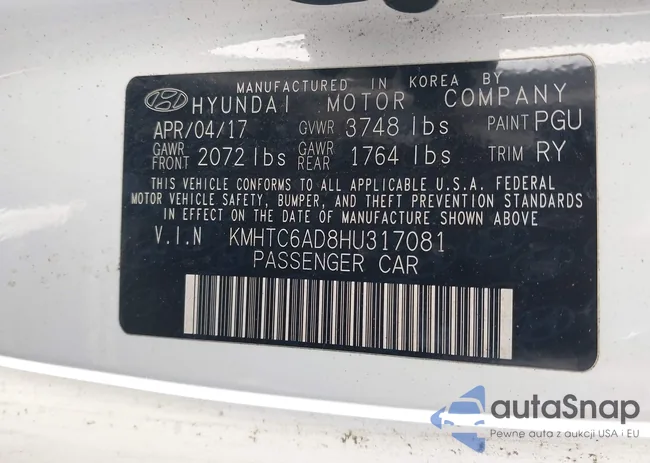 MANUFACTURED IN KOREA BY
HYUNDAI MOTOR COMPANY
APR/04/17 GVWR 3748 lbs PAINT PGU
GAWR FRONT 2072 lbs GAWR REAR 1764 lbs TRIM RY
THIS VEHICLE CONFORMS TO ALL APPLICABLE U.S.A. FEDERAL
MOTOR VEHICLE SAFETY, BUMPER, AND THEFT PREVENTION STANDARDS
IN EFFECT ON THE DATE OF MANUFACTURE SHOWN ABOVE
V.I.N KMHTC6AD8HU317081
PASSENGER CAR
autaSnap
Pewne auta z aukcji USA i EU